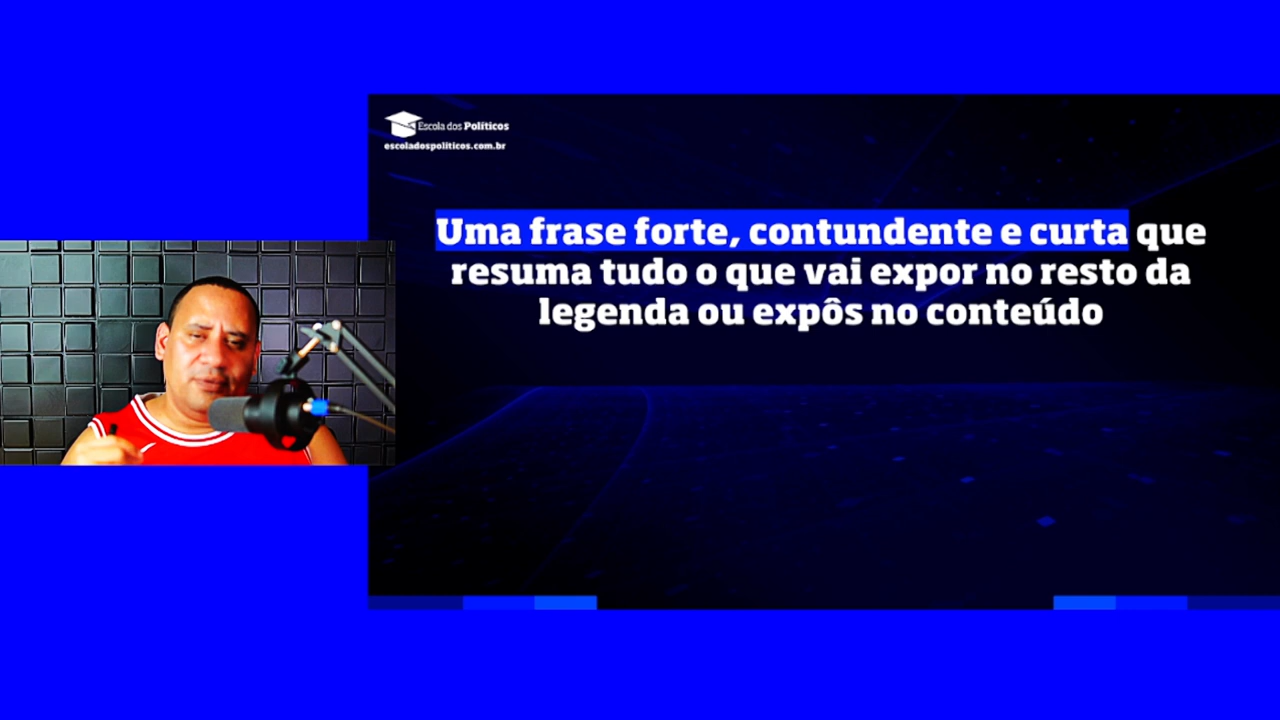 Escola dos Políticos
escoladospoliticos.com.br
Uma frase forte, contundente e curta que
resuma tudo o que vai expor no resto da
legenda ou expôs no conteúdo